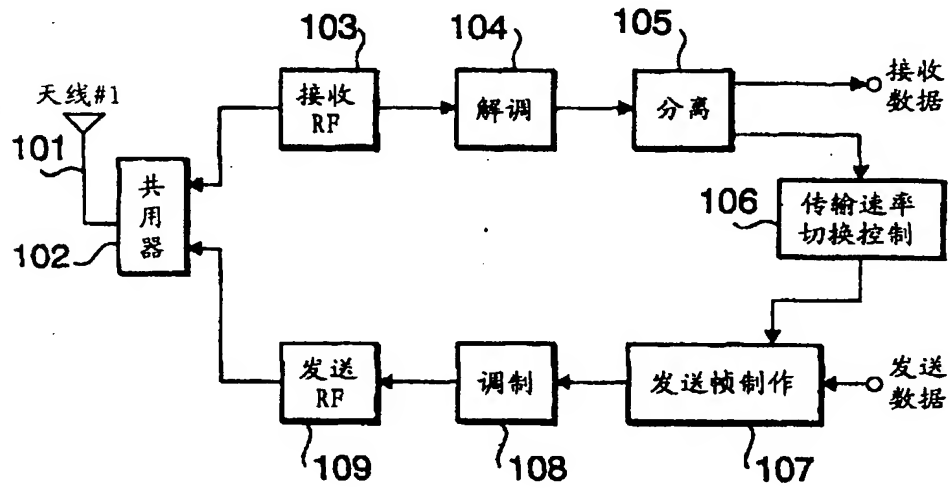 103
104
105
天线#1
接收
RF
解调
分离
接收
数据
101
共
用
器
102
106
传输速率
切换控制
发送
RF
调制
发送帧制作
发送
数据
109
108
107